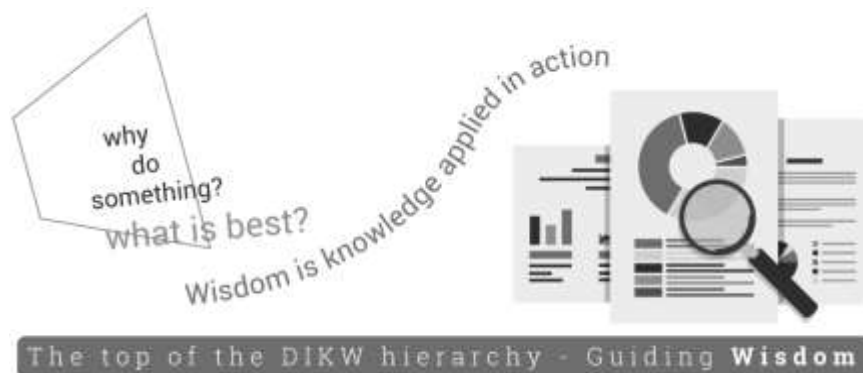 why
do
something?
what is best?
Wisdom is knowledge applied in action
The top of the DIKW hierarchy - Guiding Wisdom